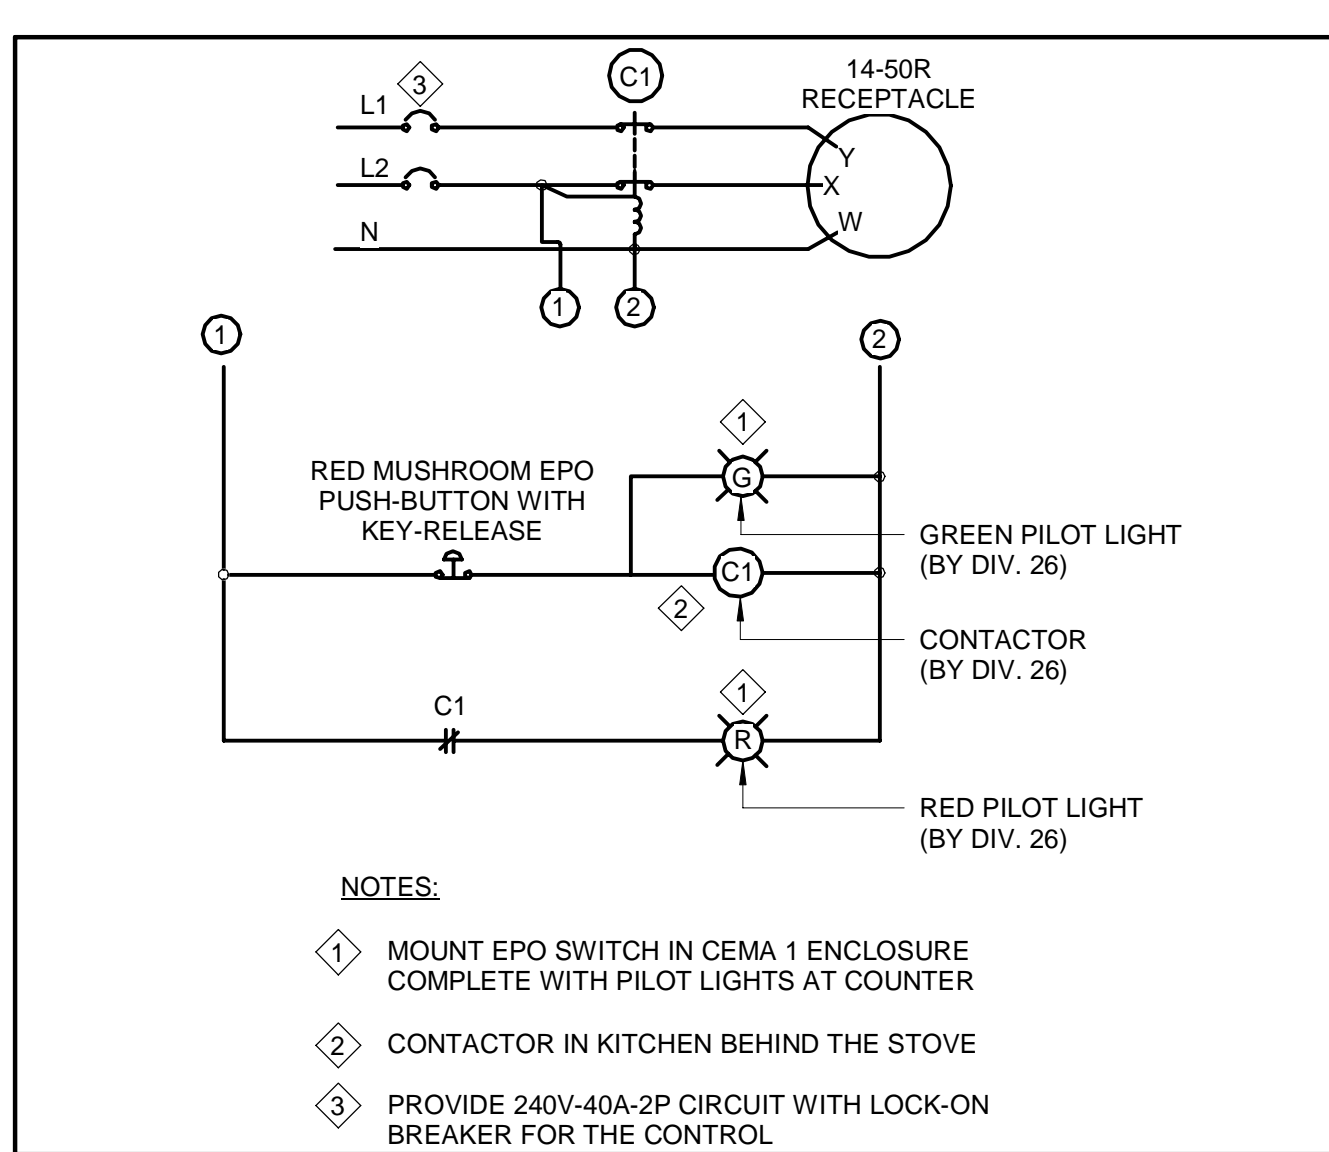 C1
14-50R
RECEPTACLE
3
L1
L2
N
Y
X
W
1
2
1
2
1
RED MUSHROOM EPO
PUSH-BUTTON WITH
KEY-RELEASE
G
GREEN PILOT LIGHT
(BY DIV. 26)
C1
2
CONTACTOR
(BY DIV. 26)
1
C1
R
RED PILOT LIGHT
(BY DIV. 26)
NOTES:
1 MOUNT EPO SWITCH IN CEMA 1 ENCLOSURE
COMPLETE WITH PILOT LIGHTS AT COUNTER
2 CONTACTOR IN KITCHEN BEHIND THE STOVE
3 PROVIDE 240V-40A-2P CIRCUIT WITH LOCK-ON
BREAKER FOR THE CONTROL